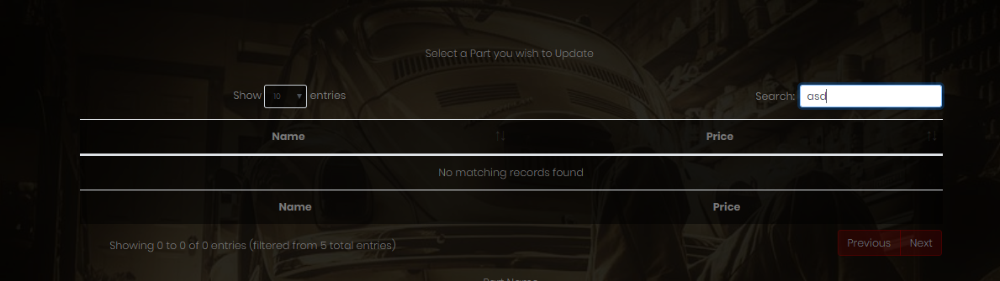 Select a Part you wish to Update
Show 10 entries
Search: asd
Name Price
No matching records found
Name Price
Showing 0 to 0 of 0 entries (filtered from 5 total entries)
Previous Next
Part Name